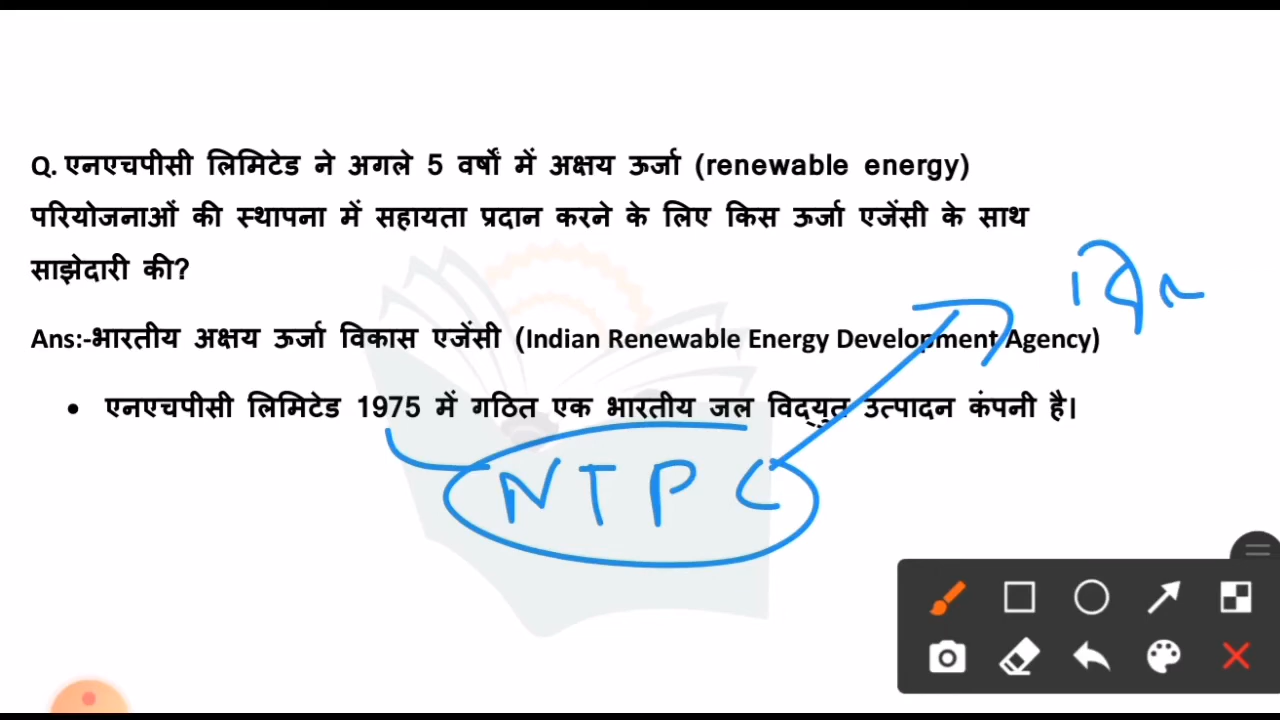 Q. एनएचपीसी लिमिटेड ने अगले 5 वर्षों में अक्षय ऊर्जा (renewable energy)
परियोजनाओं की स्थापना में सहायता प्रदान करने के लिए किस ऊर्जा एजेंसी के साथ
साझेदारी की?
Ans:-भारतीय अक्षय ऊर्जा विकास एजेंसी (Indian Renewable Energy Development Agency)
• एनएचपीसी लिमिटेड 1975 में गठित एक भारतीय जल विद्युत उत्पादन कंपनी है।
NTPC